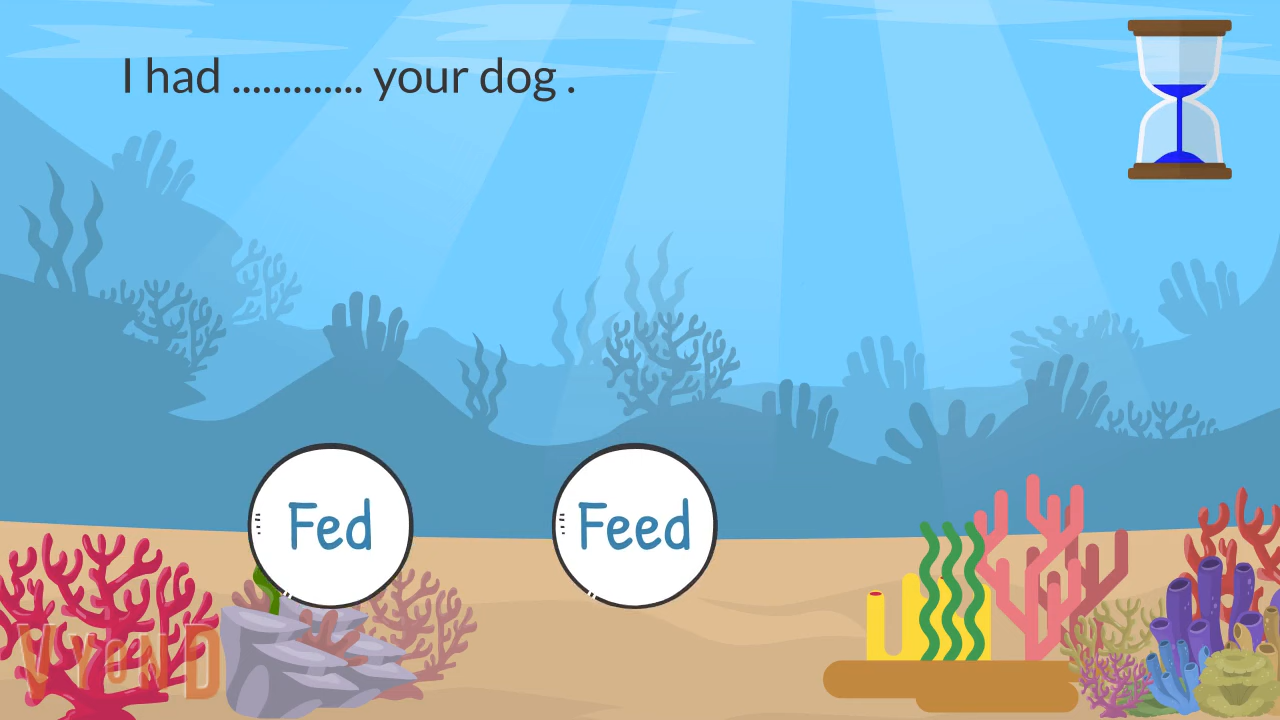 I had ............. your dog .
Fed
Feed
VYOND